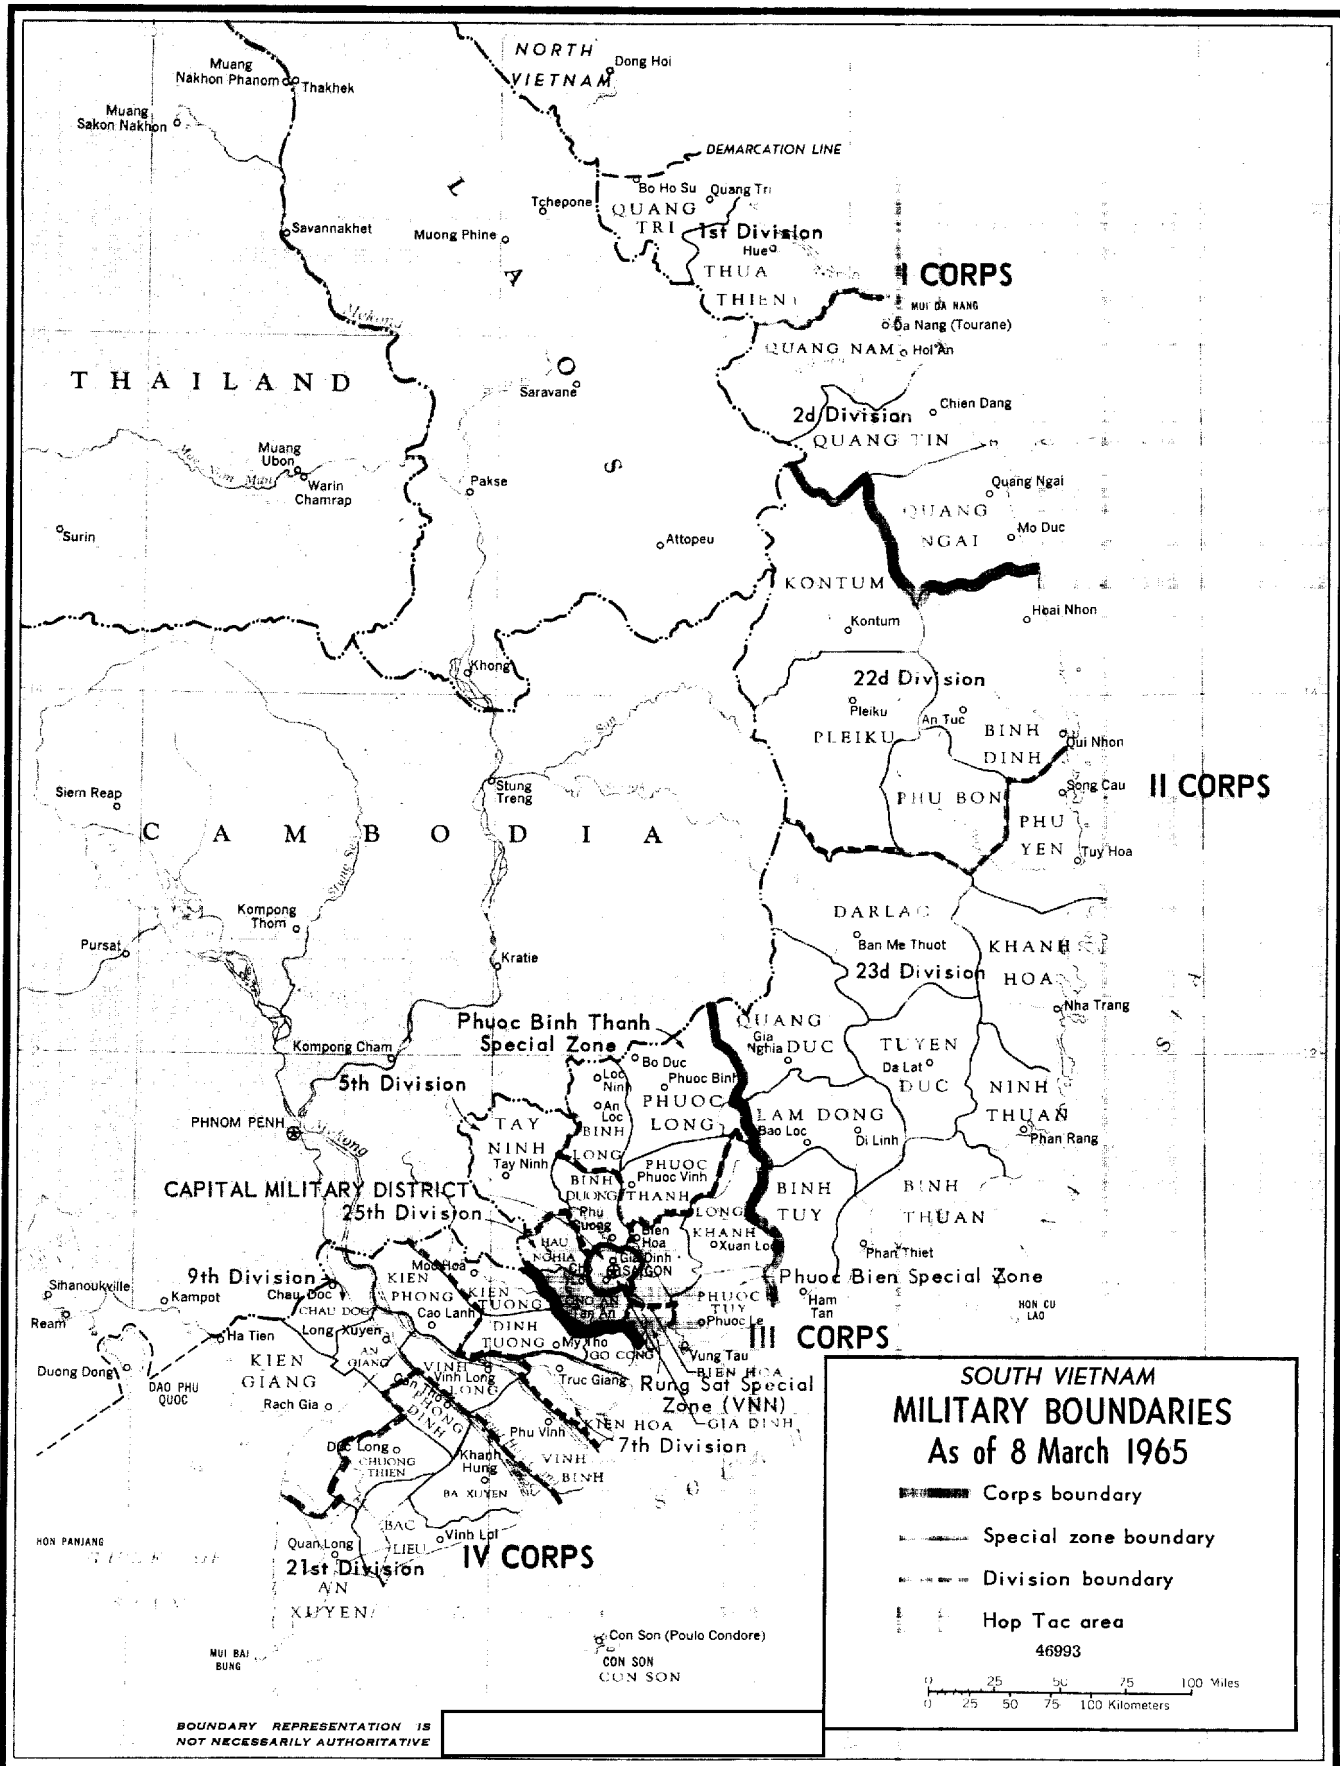 NORTH
VIETNAM
Dong Hoi
Muang
Nakhon Phanom
Thakhek
Muang
Sakon Nakhon
DEMARCATION LINE
Bo Ho Su
Quang Tri
QUANG
TRI
Tchepone
Savannakhet
Muong Phine
1st Division
Hue
THUA
THIEN
I CORPS
MUI DA NANG
Da Nang (Tourane)
Mekong
QUANG NAM
Hoi An
L A O S
THAILAND
Saravane
2d Division
Chien Dang
QUANG TIN
Muang
Ubon
Warin
Chamrap
Pakse
Quang Ngai
QUANG
NGAI
Mo Duc
Surin
Attopeu
KONTUM
Kontum
Hoai Nhon
Khong
22d Division
Pleiku
An Tuc
PLEIKU
BINH
DINH
Qui Nhon
San
Stung
Treng
Siem Reap
PHU BON
Song Cau
II CORPS
PHU
YEN
Tuy Hoa
CAMBODIA
Kompong
Thom
Pursat
Kratie
DARLAC
Ban Me Thuot
KHANH
HOA
23d Division
Nha Trang
Phuoc Binh Thanh
Special Zone
QUANG
DUC
Gia
Nghia
TUYEN
DUC
Da Lat
Kompong Cham
Bo Duc
Loc
Ninh
Phuoc Binh
5th Division
An
Loc
PHUOC
LONG
NINH
THUAN
Phan Rang
LAM DONG
Bao Loc
Di Linh
PHNOM PENH
Mekong
TAY
NINH
Tay Ninh
BINH
LONG
PHUOC
Phuoc Vinh
THANH
BINH
DUONG
CAPITAL MILITARY DISTRICT
25th Division
Phu
Cuong
LONG
KHANH
Xuan Loc
BINH
TUY
BINH
THUAN
Phan Thiet
Bien
Hoa
HAU
NGHIA
Gia Dinh
SAIGON
Moc Hoa
9th Division
Chau Doc
KIEN
PHONG
KIEN
TUONG
Sihanoukville
Kampot
Ream
CHAU DOC
Cao Lanh
LONG AN
Tan An
PHUOC
TUY
Phuoc Le
Phuoc Bien Special Zone
Ham
Tan
HON CU
LAO
III CORPS
Ha Tien
Long Xuyen
AN
GIANG
DINH
TUONG
My Tho
GO CONG
Vung Tau
BIEN HOA
Duong Dong
DAO PHU
QUOC
KIEN
GIANG
Rach Gia
VINH
LONG
Vinh Long
Truc Giang
Rung Sat Special
Zone (VNN)
GIA DINH
Can Tho
PHONG
DINH
Phu Vinh
KIEN HOA
7th Division
Duc Long
CHUONG
THIEN
Khanh
Hung
VINH
BINH
BA XUYEN
BAC
LIEU
Vinh Loi
HON PANJANG
Quan Long
21st Division
IV CORPS
AN
XUYEN
MUI BAI
BUNG
Con Son (Poulo Condore)
CON SON
CON SON
SOUTH VIETNAM
MILITARY BOUNDARIES
As of 8 March 1965
Corps boundary
Special zone boundary
Division boundary
Hop Tac area
46993
0 25 50 75 100 Miles
0 25 50 75 100 Kilometers
BOUNDARY REPRESENTATION IS
NOT NECESSARILY AUTHORITATIVE